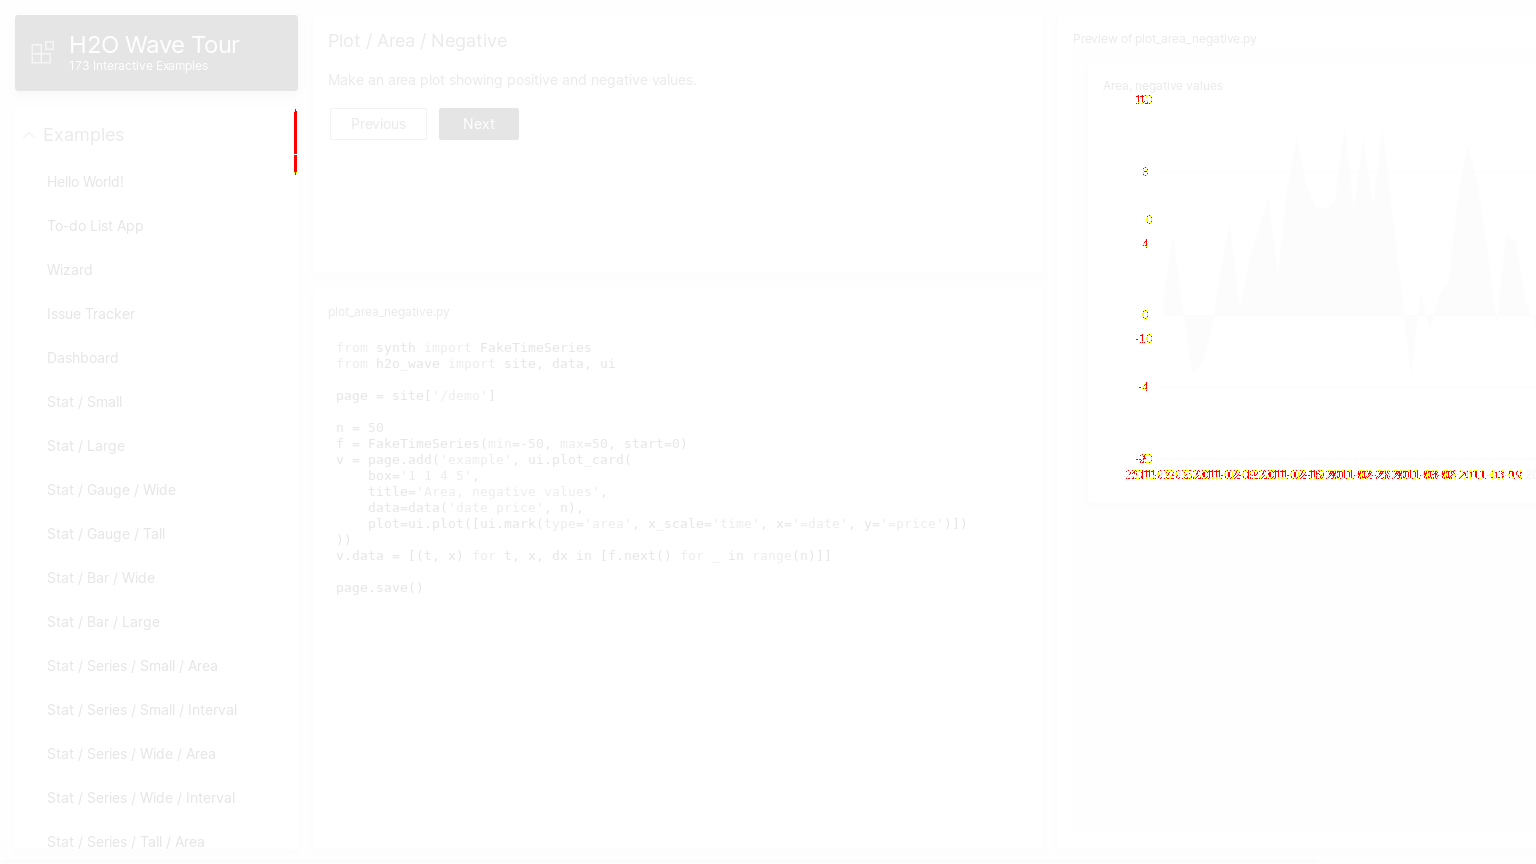 H2O Wave Tour
173 Interactive Examples
Examples
Hello World!
To-do List App
Wizard
Issue Tracker
Dashboard
Stat / Small
Stat / Large
Stat / Gauge / Wide
Stat / Gauge / Tall
Stat / Bar / Wide
Stat / Bar / Large
Stat / Series / Small / Area
Stat / Series / Small / Interval
Stat / Series / Wide / Area
Stat / Series / Wide / Interval
Stat / Series / Tall / Area
Plot / Area / Negative
Make an area plot showing positive and negative values.
Previous
Next
plot_area_negative.py
from synth import FakeTimeSeries
from h2o_wave import site, data, ui
page = site['/demo']
n = 50
f = FakeTimeSeries(min=-50, max=50, start=0)
v = page.add('example', ui.plot_card(
    box='1 1 4 5',
    title='Area, negative values',
    data=data('date price', n),
    plot=ui.plot([ui.mark(type='area', x_scale='time', x='=date', y='=price')])
))
v.data = [(t, x) for t, x, dx in [f.next() for _ in range(n)]]
page.save()
Preview of plot_area_negative.py
Area, negative values
0
4
0
-10
-4